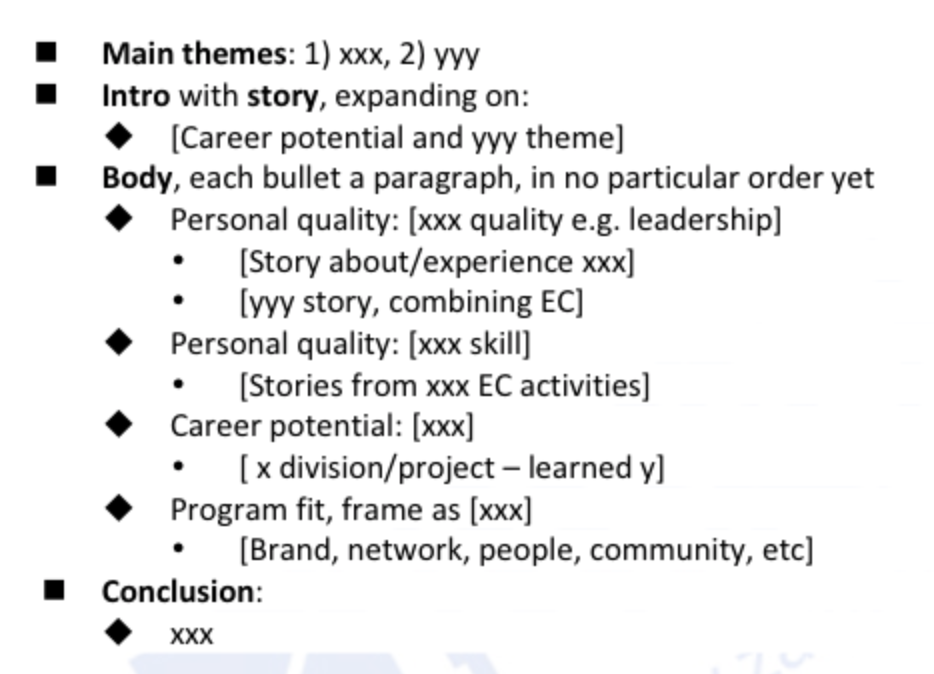 ■ Main themes: 1) xxx, 2) yyy
■ Intro with story, expanding on:
◆ [Career potential and yyy theme]
■ Body, each bullet a paragraph, in no particular order yet
◆ Personal quality: [xxx quality e.g. leadership]
• [Story about/experience xxx]
• [yyy story, combining EC]
◆ Personal quality: [xxx skill]
• [Stories from xxx EC activities]
◆ Career potential: [xxx]
• [ x division/project – learned y]
◆ Program fit, frame as [xxx]
• [Brand, network, people, community, etc]
■ Conclusion:
◆ xxx